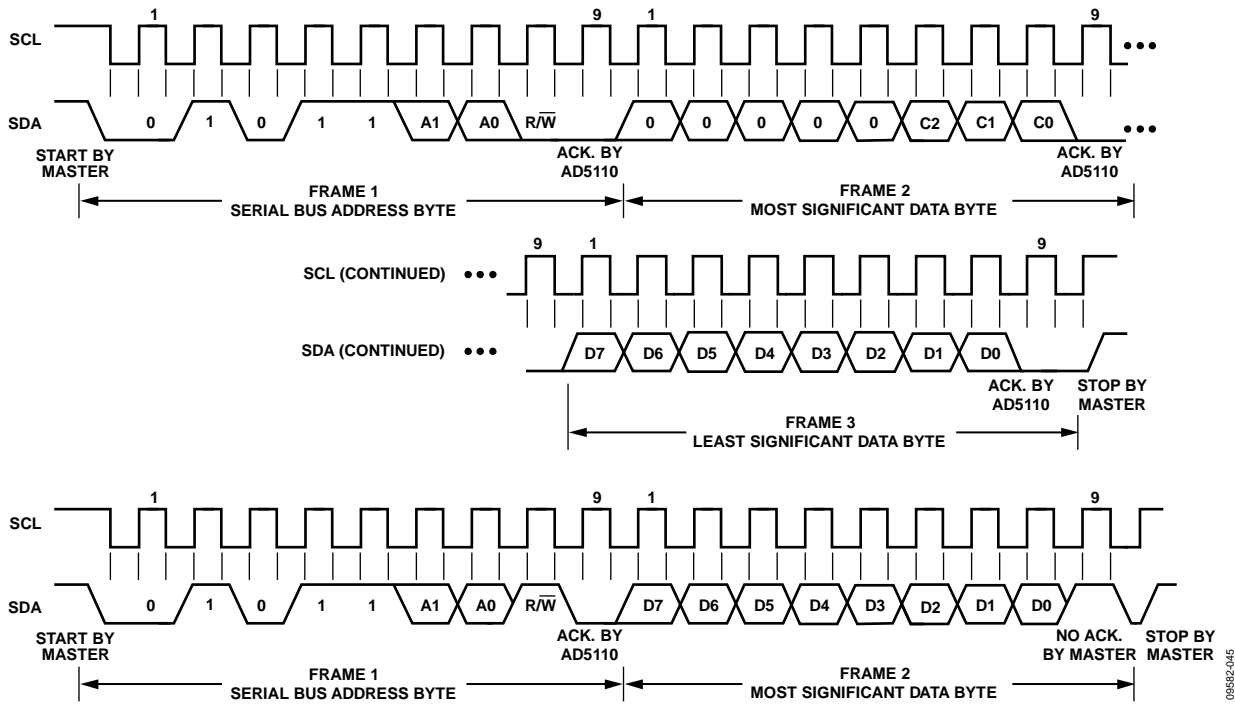 1 9 1 9
SCL •••
SDA 0 1 0 1 1 A1 A0 R/W̅ 0 0 0 0 0 C2 C1 C0 •••
START BY MASTER
ACK. BY AD5110
ACK. BY AD5110
FRAME 1
SERIAL BUS ADDRESS BYTE
FRAME 2
MOST SIGNIFICANT DATA BYTE
9 1 9
SCL (CONTINUED) •••
SDA (CONTINUED) ••• D7 D6 D5 D4 D3 D2 D1 D0
ACK. BY AD5110
STOP BY MASTER
FRAME 3
LEAST SIGNIFICANT DATA BYTE
1 9 1 9
SCL
SDA 0 1 0 1 1 A1 A0 R/W̅ D7 D6 D5 D4 D3 D2 D1 D0
START BY MASTER
ACK. BY AD5110
NO ACK. BY MASTER
STOP BY MASTER
FRAME 1
SERIAL BUS ADDRESS BYTE
FRAME 2
MOST SIGNIFICANT DATA BYTE
09582-045